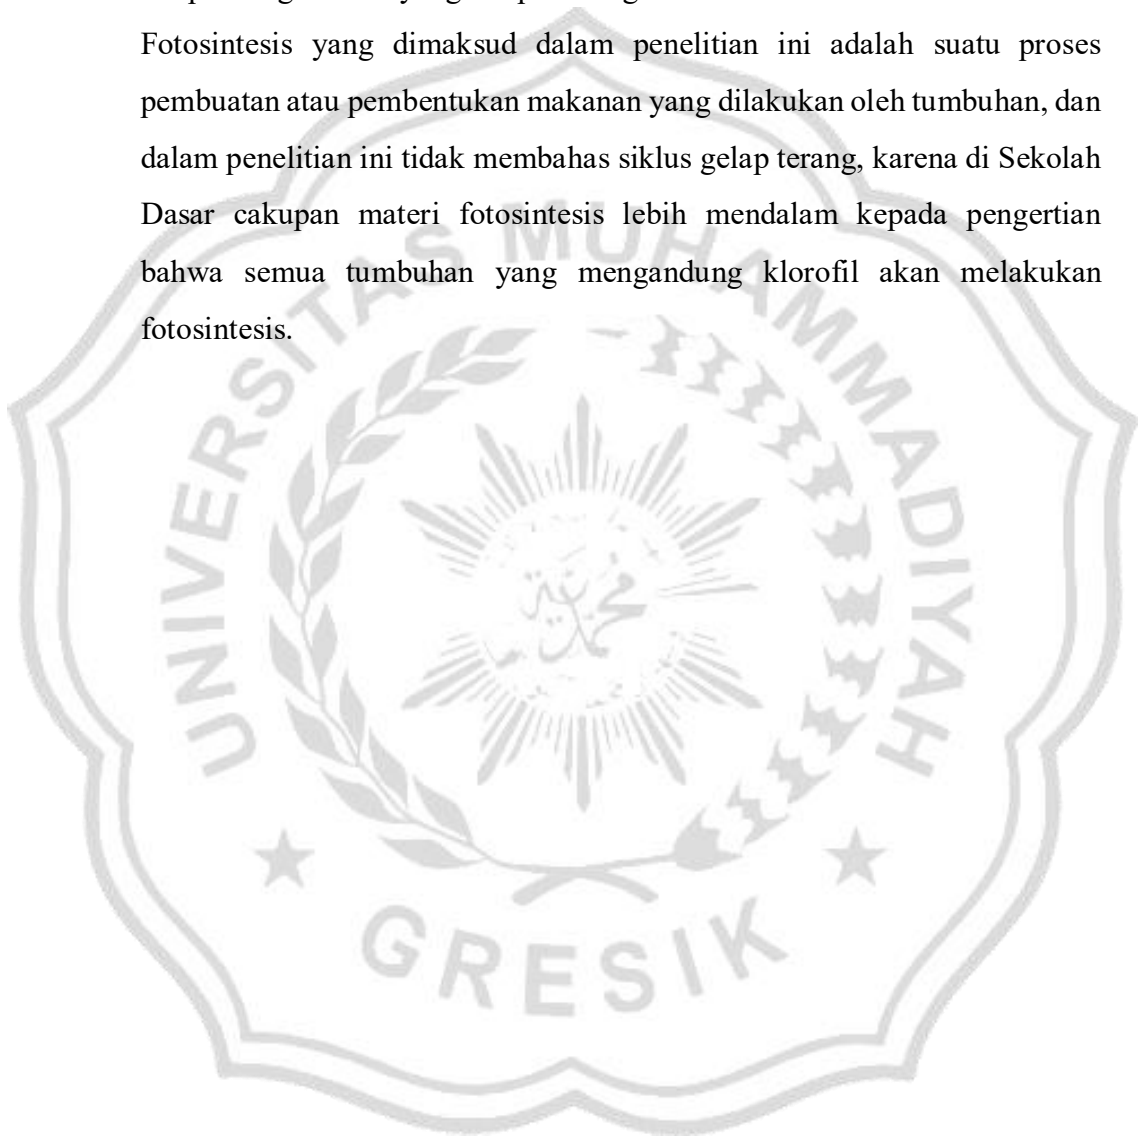 Fotosintesis yang dimaksud dalam penelitian ini adalah suatu proses
pembuatan atau pembentukan makanan yang dilakukan oleh tumbuhan, dan
dalam penelitian ini tidak membahas siklus gelap terang, karena di Sekolah
Dasar cakupan materi fotosintesis lebih mendalam kepada pengertian
bahwa semua tumbuhan yang mengandung klorofil akan melakukan
fotosintesis.
UNIVERSITAS MUHAMMADIYAH
GRESIK